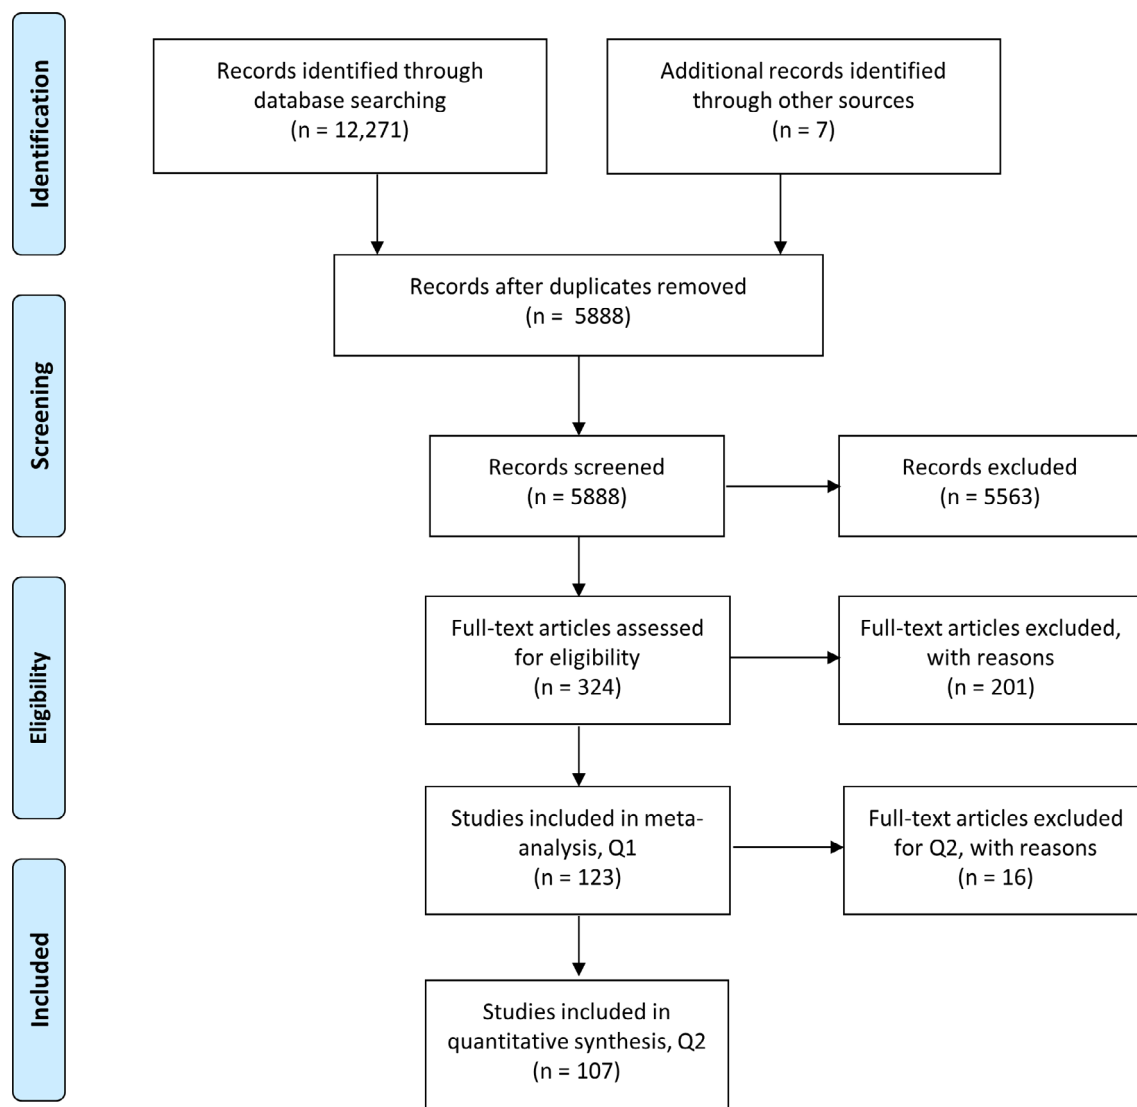 Identification
Records identified through
database searching
(n = 12,271)
Additional records identified
through other sources
(n = 7)
Records after duplicates removed
(n =  5888)
Screening
Records screened
(n = 5888)
Records excluded
(n = 5563)
Eligibility
Full-text articles assessed
for eligibility
(n = 324)
Full-text articles excluded,
with reasons
(n = 201)
Studies included in meta-
analysis, Q1
(n = 123)
Full-text articles excluded
for Q2, with reasons
(n = 16)
Included
Studies included in
quantitative synthesis, Q2
(n = 107)